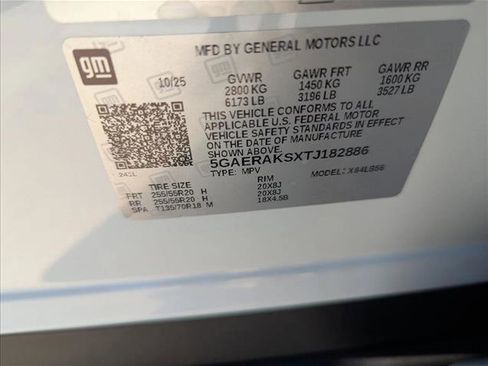 MFD BY GENERAL MOTORS LLC
gm
10/25 GVWR GAWR FRT GAWR RR
2800 KG 1450 KG 1600 KG
6173 LB 3196 LB 3527 LB
THIS VEHICLE CONFORMS TO ALL
APPLICABLE U.S. FEDERAL MOTOR
VEHICLE SAFETY STANDARDS IN EFFECT
ON THE DATE OF MANUFACTURE
SHOWN ABOVE.
5GAERAKSXTJ182886
TYPE: MPV MODEL: X84LB56
241L
TIRE SIZE RIM
FRT 255/55R20 H 20X8J
RR 255/55R20 H 20X8J
SPA T135/70R18 M 18X4.5B